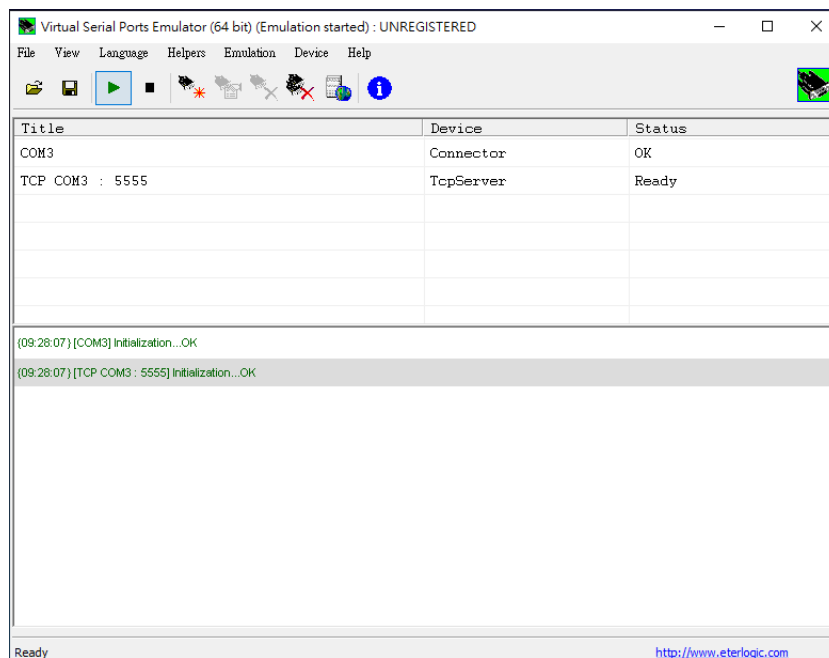 Virtual Serial Ports Emulator (64 bit) (Emulation started) : UNREGISTERED
File View Language Helpers Emulation Device Help
Title Device Status
COM3 Connector OK
TCP COM3 : 5555 TcpServer Ready
{09:28:07} [COM3] Initialization...OK
{09:28:07} [TCP COM3 : 5555] Initialization...OK
Ready http://www.eterlogic.com